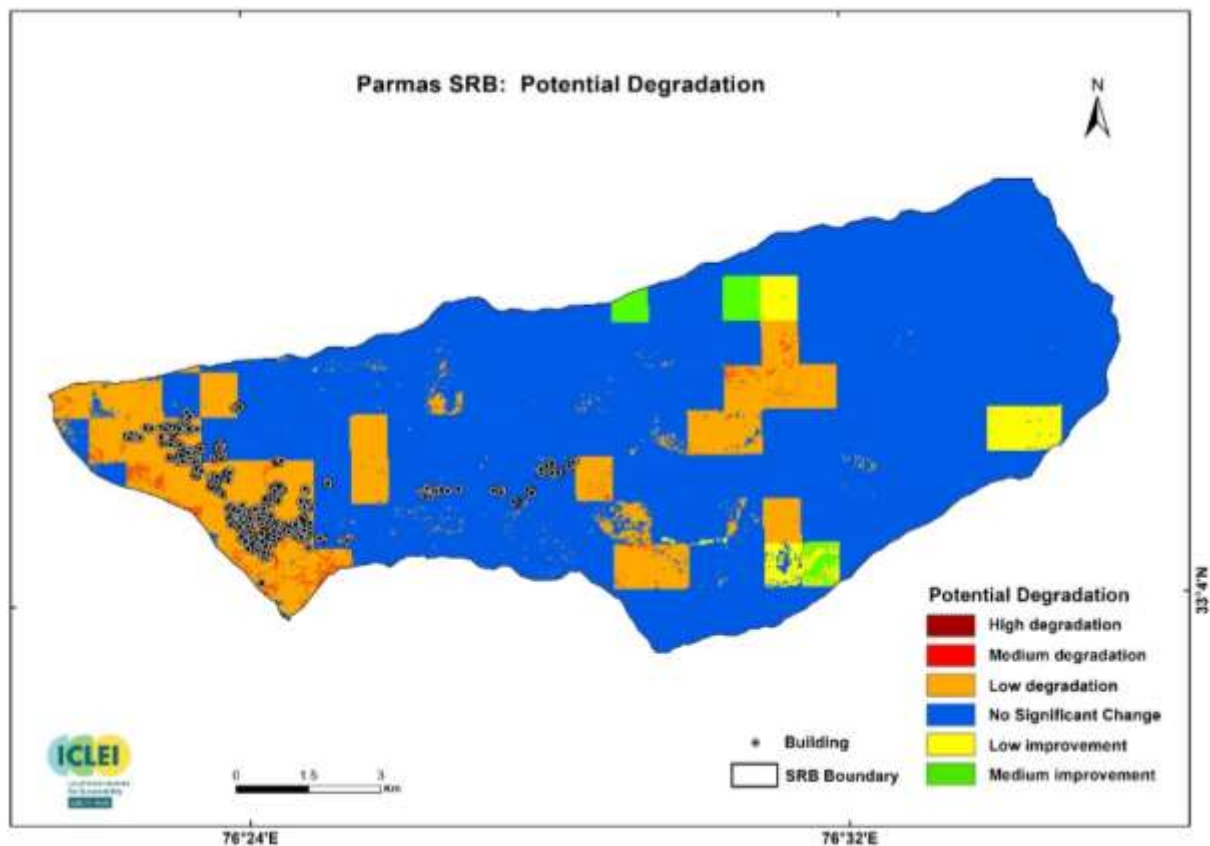 Parmas SRB: Potential Degradation
N
33°4'N
Potential Degradation
High degradation
Medium degradation
Low degradation
No Significant Change
Low improvement
Medium improvement
Building
SRB Boundary
ICLEI
0 1.5 3
Km
76°24'E 76°32'E